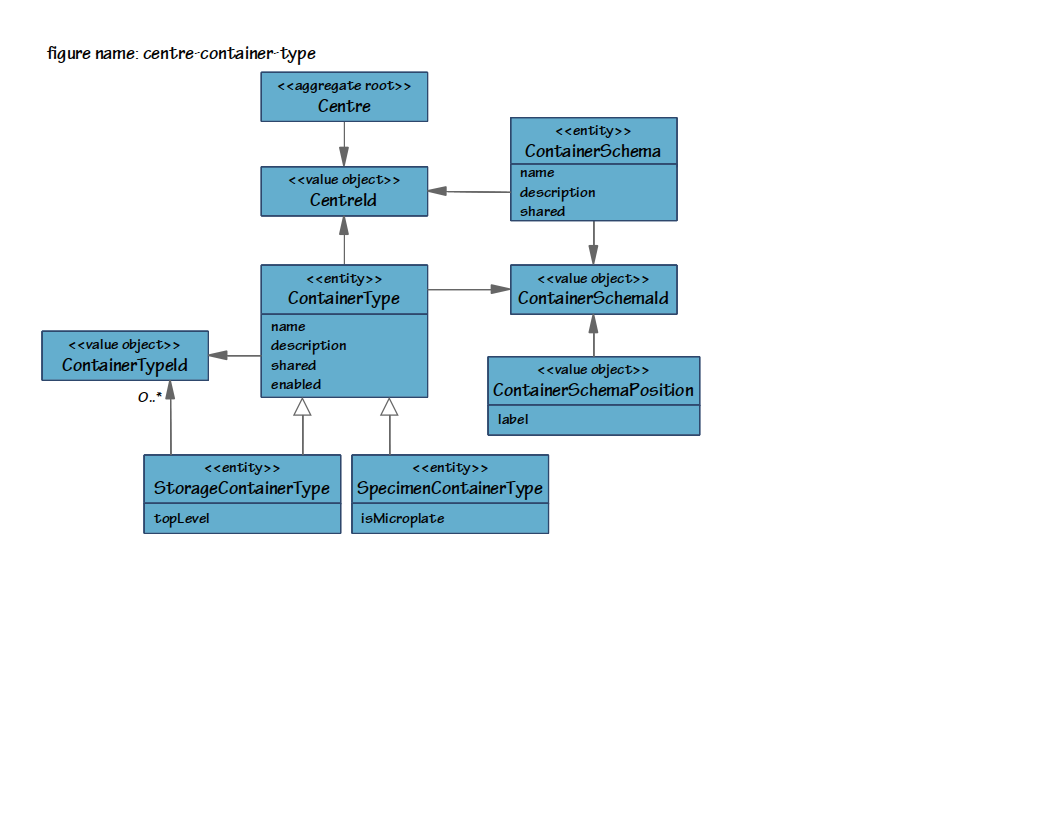 figure name: centre-container-type
<<aggregate root>>
Centre
<<entity>>
ContainerSchema
name
description
shared
<<value object>>
CentreId
<<entity>>
ContainerType
name
description
shared
enabled
<<value object>>
ContainerSchemaId
<<value object>>
ContainerTypeId
0..*
<<value object>>
ContainerSchemaPosition
label
<<entity>>
StorageContainerType
topLevel
<<entity>>
SpecimenContainerType
isMicroplate